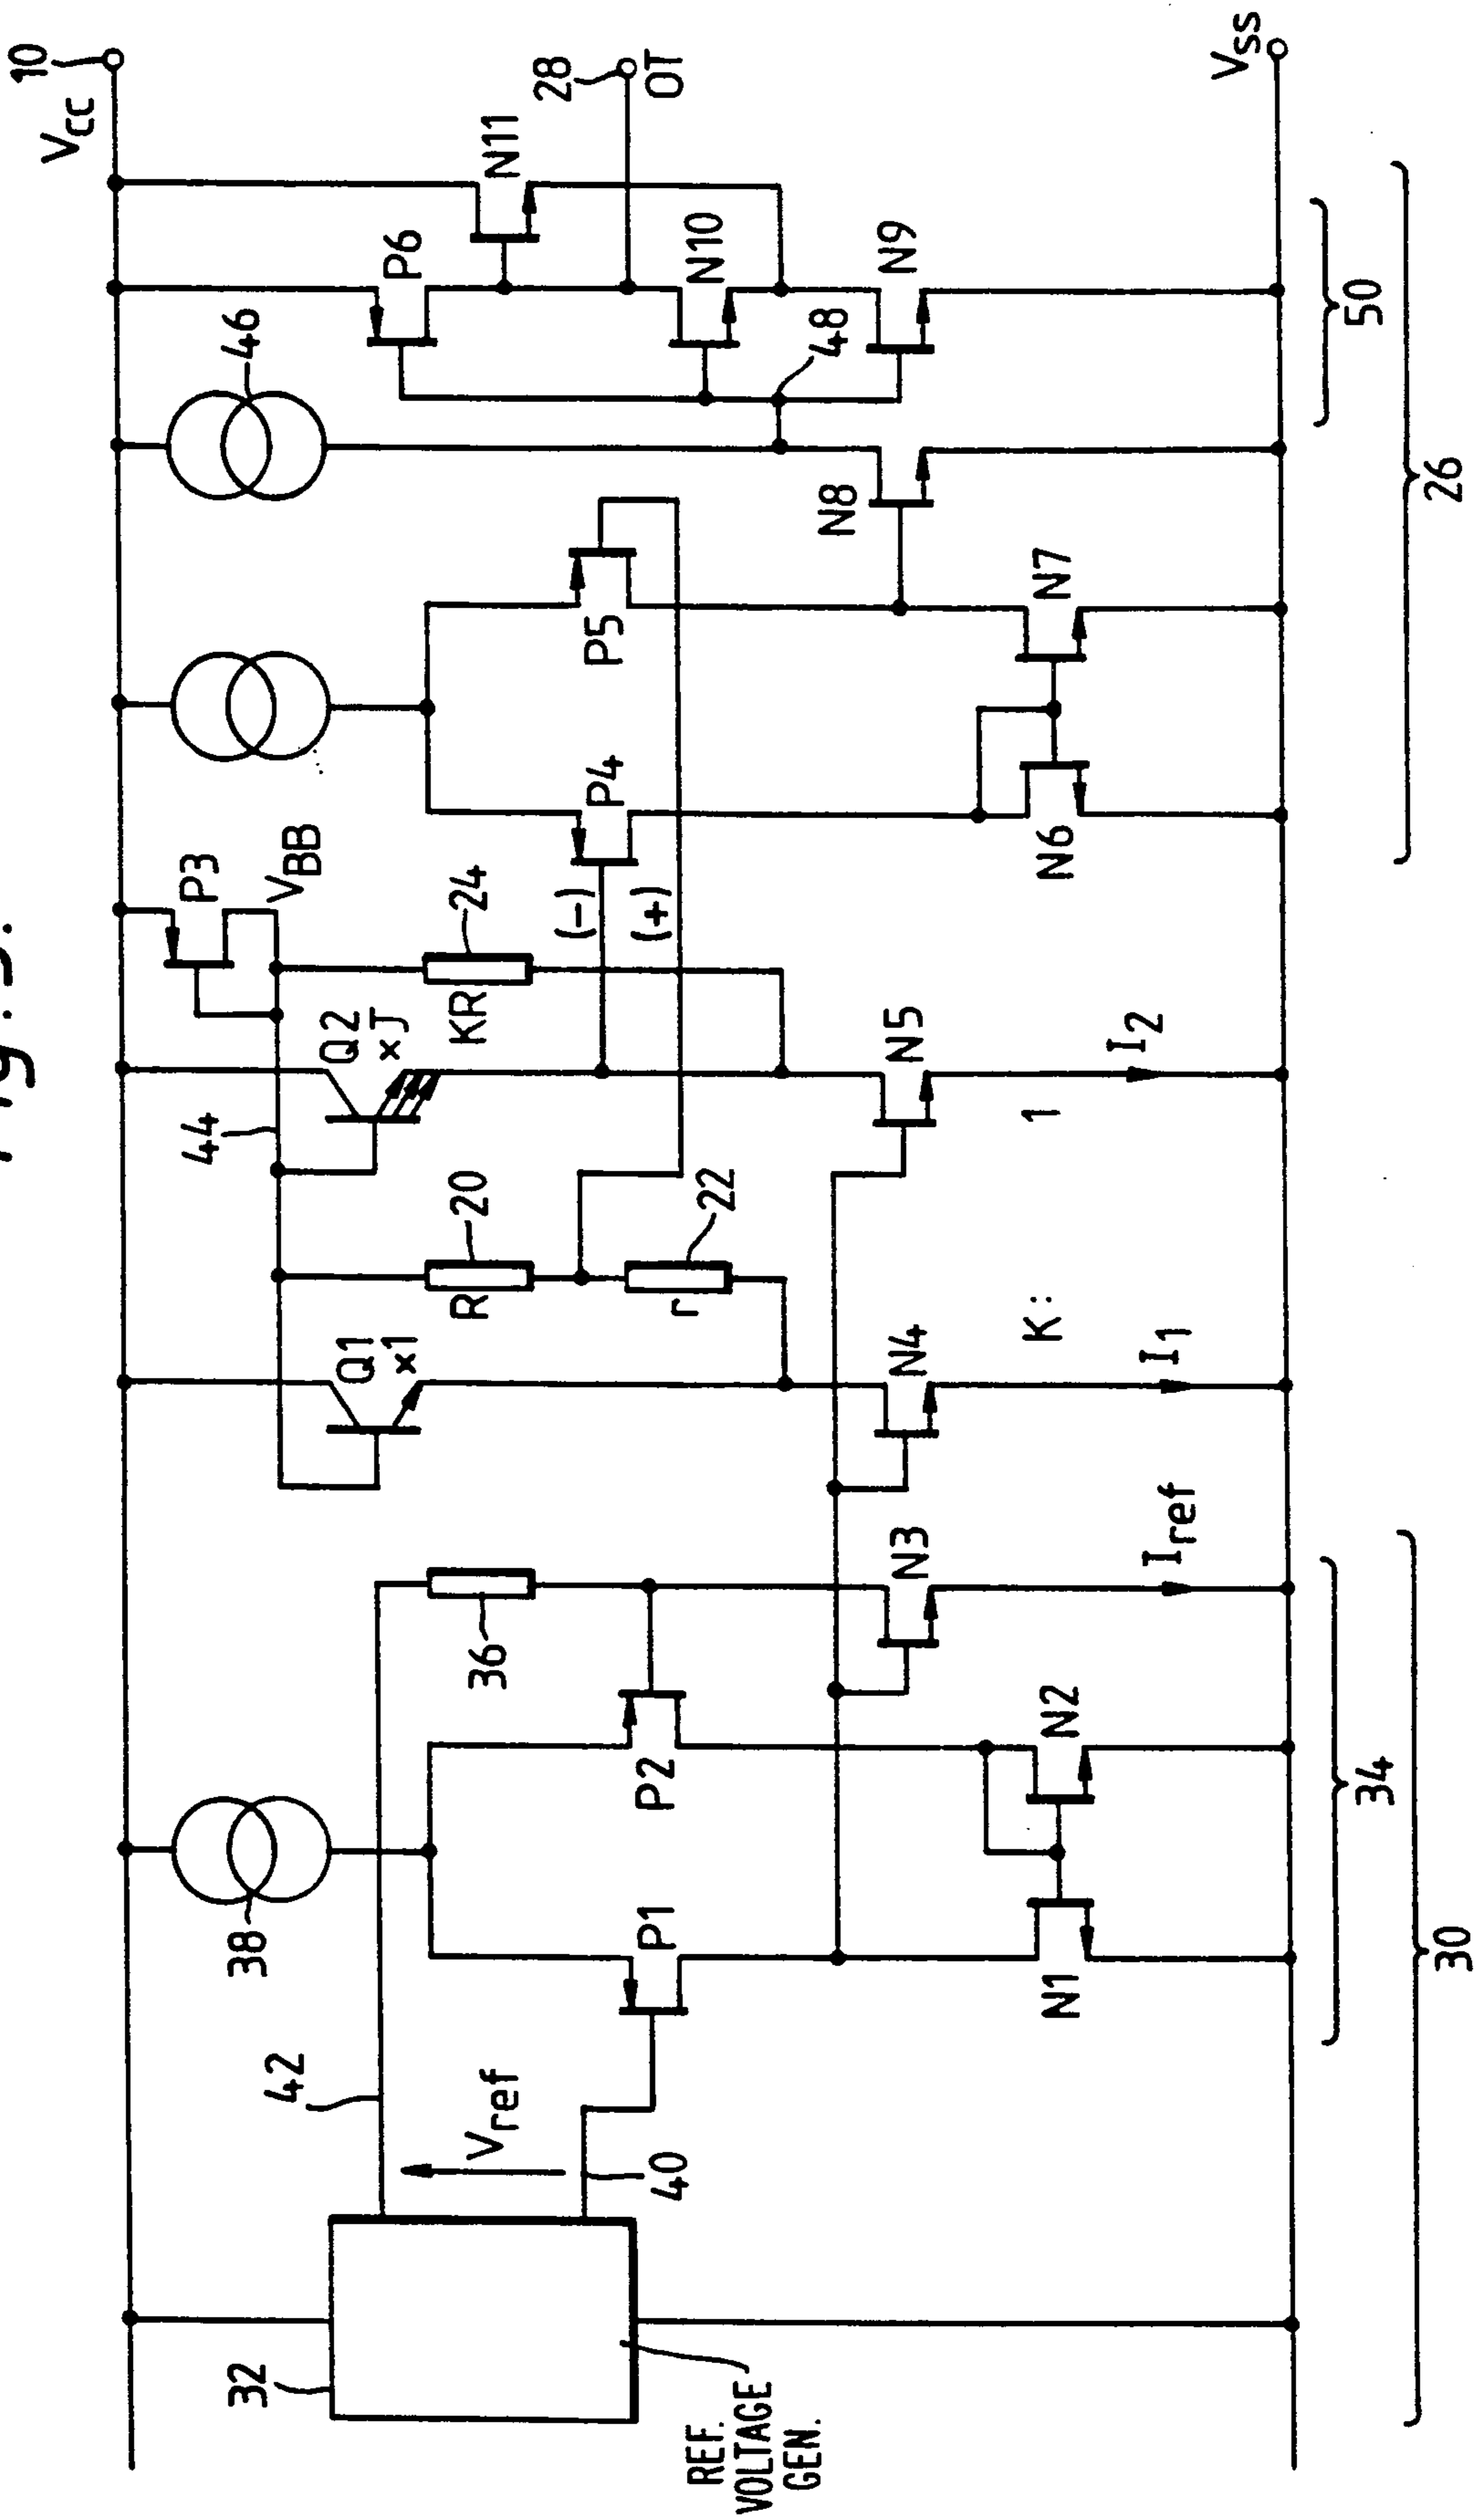 VCC
10
32
42
38
44
P3
VBB
46
Vref
40
36
Q1
x1
R
20
Q2
xJ
KR
24
P6
N11
28
OT
P1
P2
r
22
(-)
(+)
P4
P5
N10
48
REF.
VOLTAGE
GEN.
N3
N4
N5
N8
N9
N1
N2
K:
1
N6
N7
Iref
I1
I2
VSS
34
50
30
26